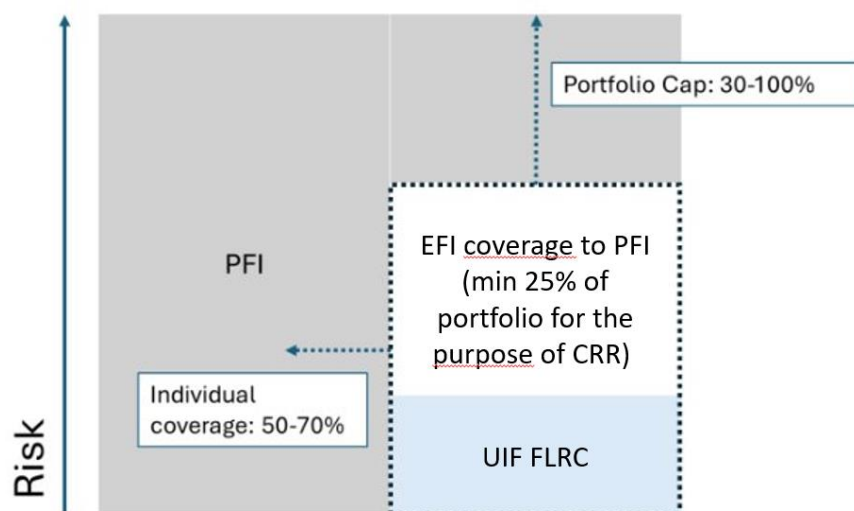 Portfolio Cap: 30-100%
EFI coverage to PFI
(min 25% of
portfolio for the
purpose of CRR)
PFI
Individual
coverage: 50-70%
UIF FLRC
Risk